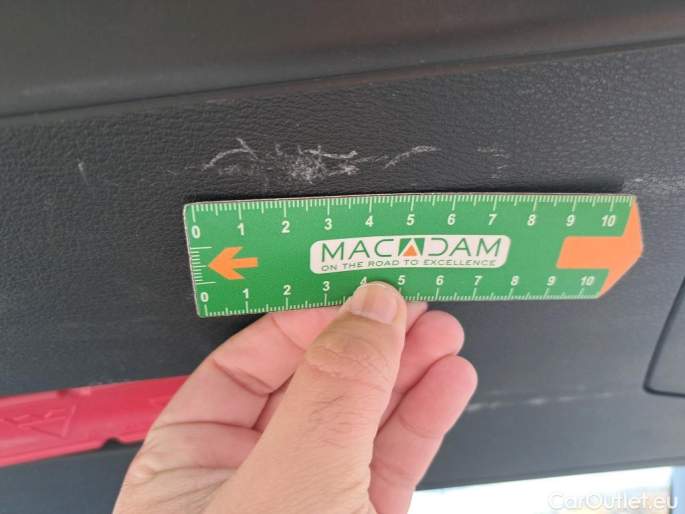 0 1 2 3 4 5 6 7 8 9 10
MACADAM
ON THE ROAD TO EXCELLENCE
0 1 2 3 4 5 6 7 8 9 10
CarOutlet.eu